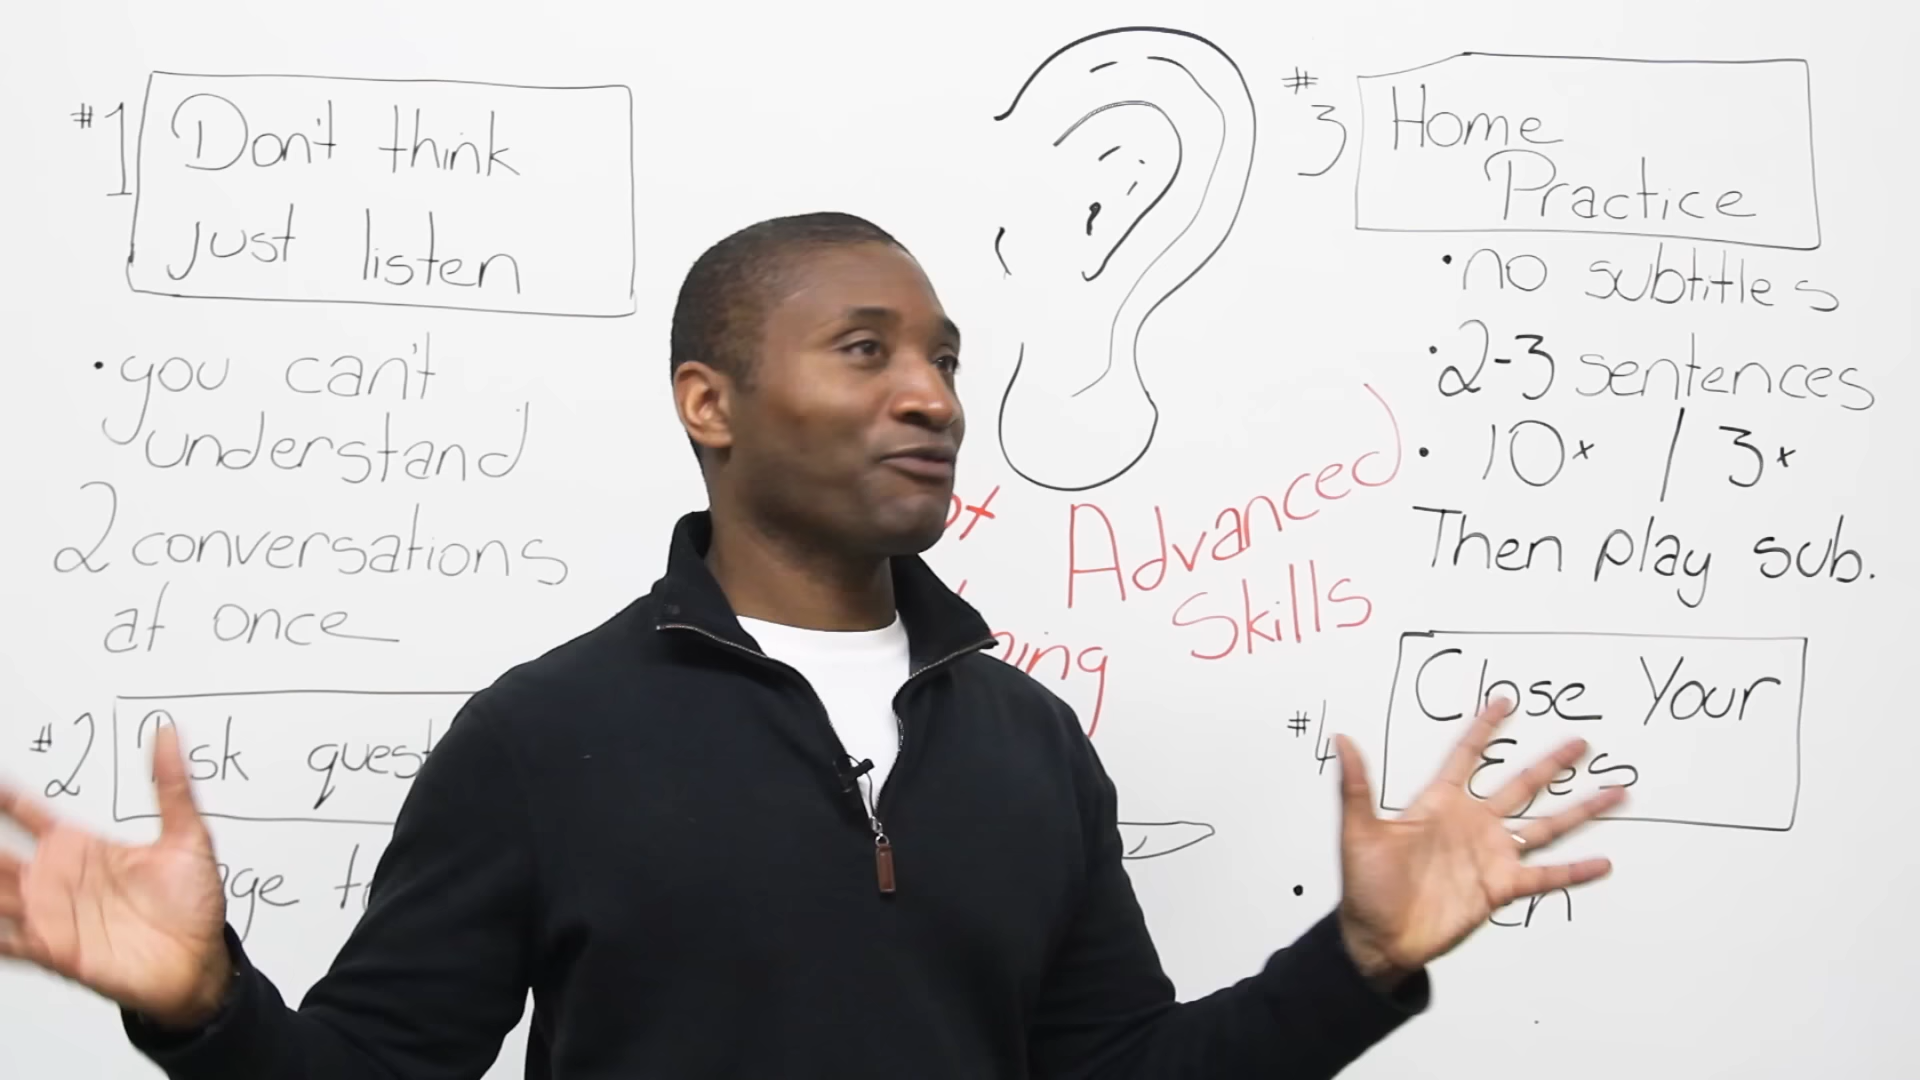 #1 Don't think
just listen
• you can't
understand
2 conversations
at once
#2 Ask
Advanced
Skills
#3 Home
Practice
• no subtitles
• 2-3 sentences
• 10x / 3x
Then play sub.
#4 Close Your
Eyes